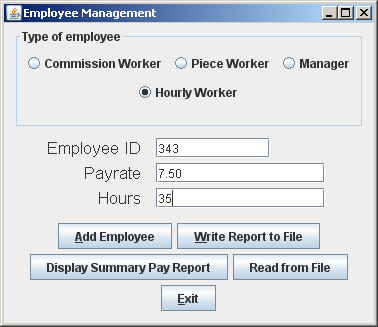 Employee Management
Type of employee
Commission Worker Piece Worker Manager
Hourly Worker
Employee ID 343
Payrate 7.50
Hours 35
Add Employee Write Report to File
Display Summary Pay Report Read from File
Exit